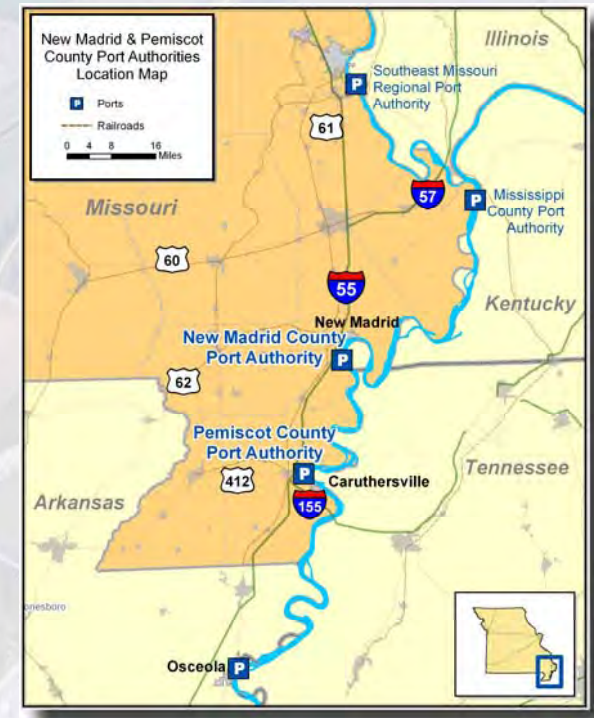 New Madrid & Pemiscot
County Port Authorities
Location Map
P Ports
Railroads
0 4 8 16
Miles
Illinois
P
Southeast Missouri
Regional Port
Authority
61
57
P
Mississippi
County Port
Authority
Missouri
60
55
Kentucky
New Madrid
New Madrid County
Port Authority
P
62
Pemiscot County
Port Authority
P
Tennessee
412
Caruthersville
155
Arkansas
onesboro
Osceola
P